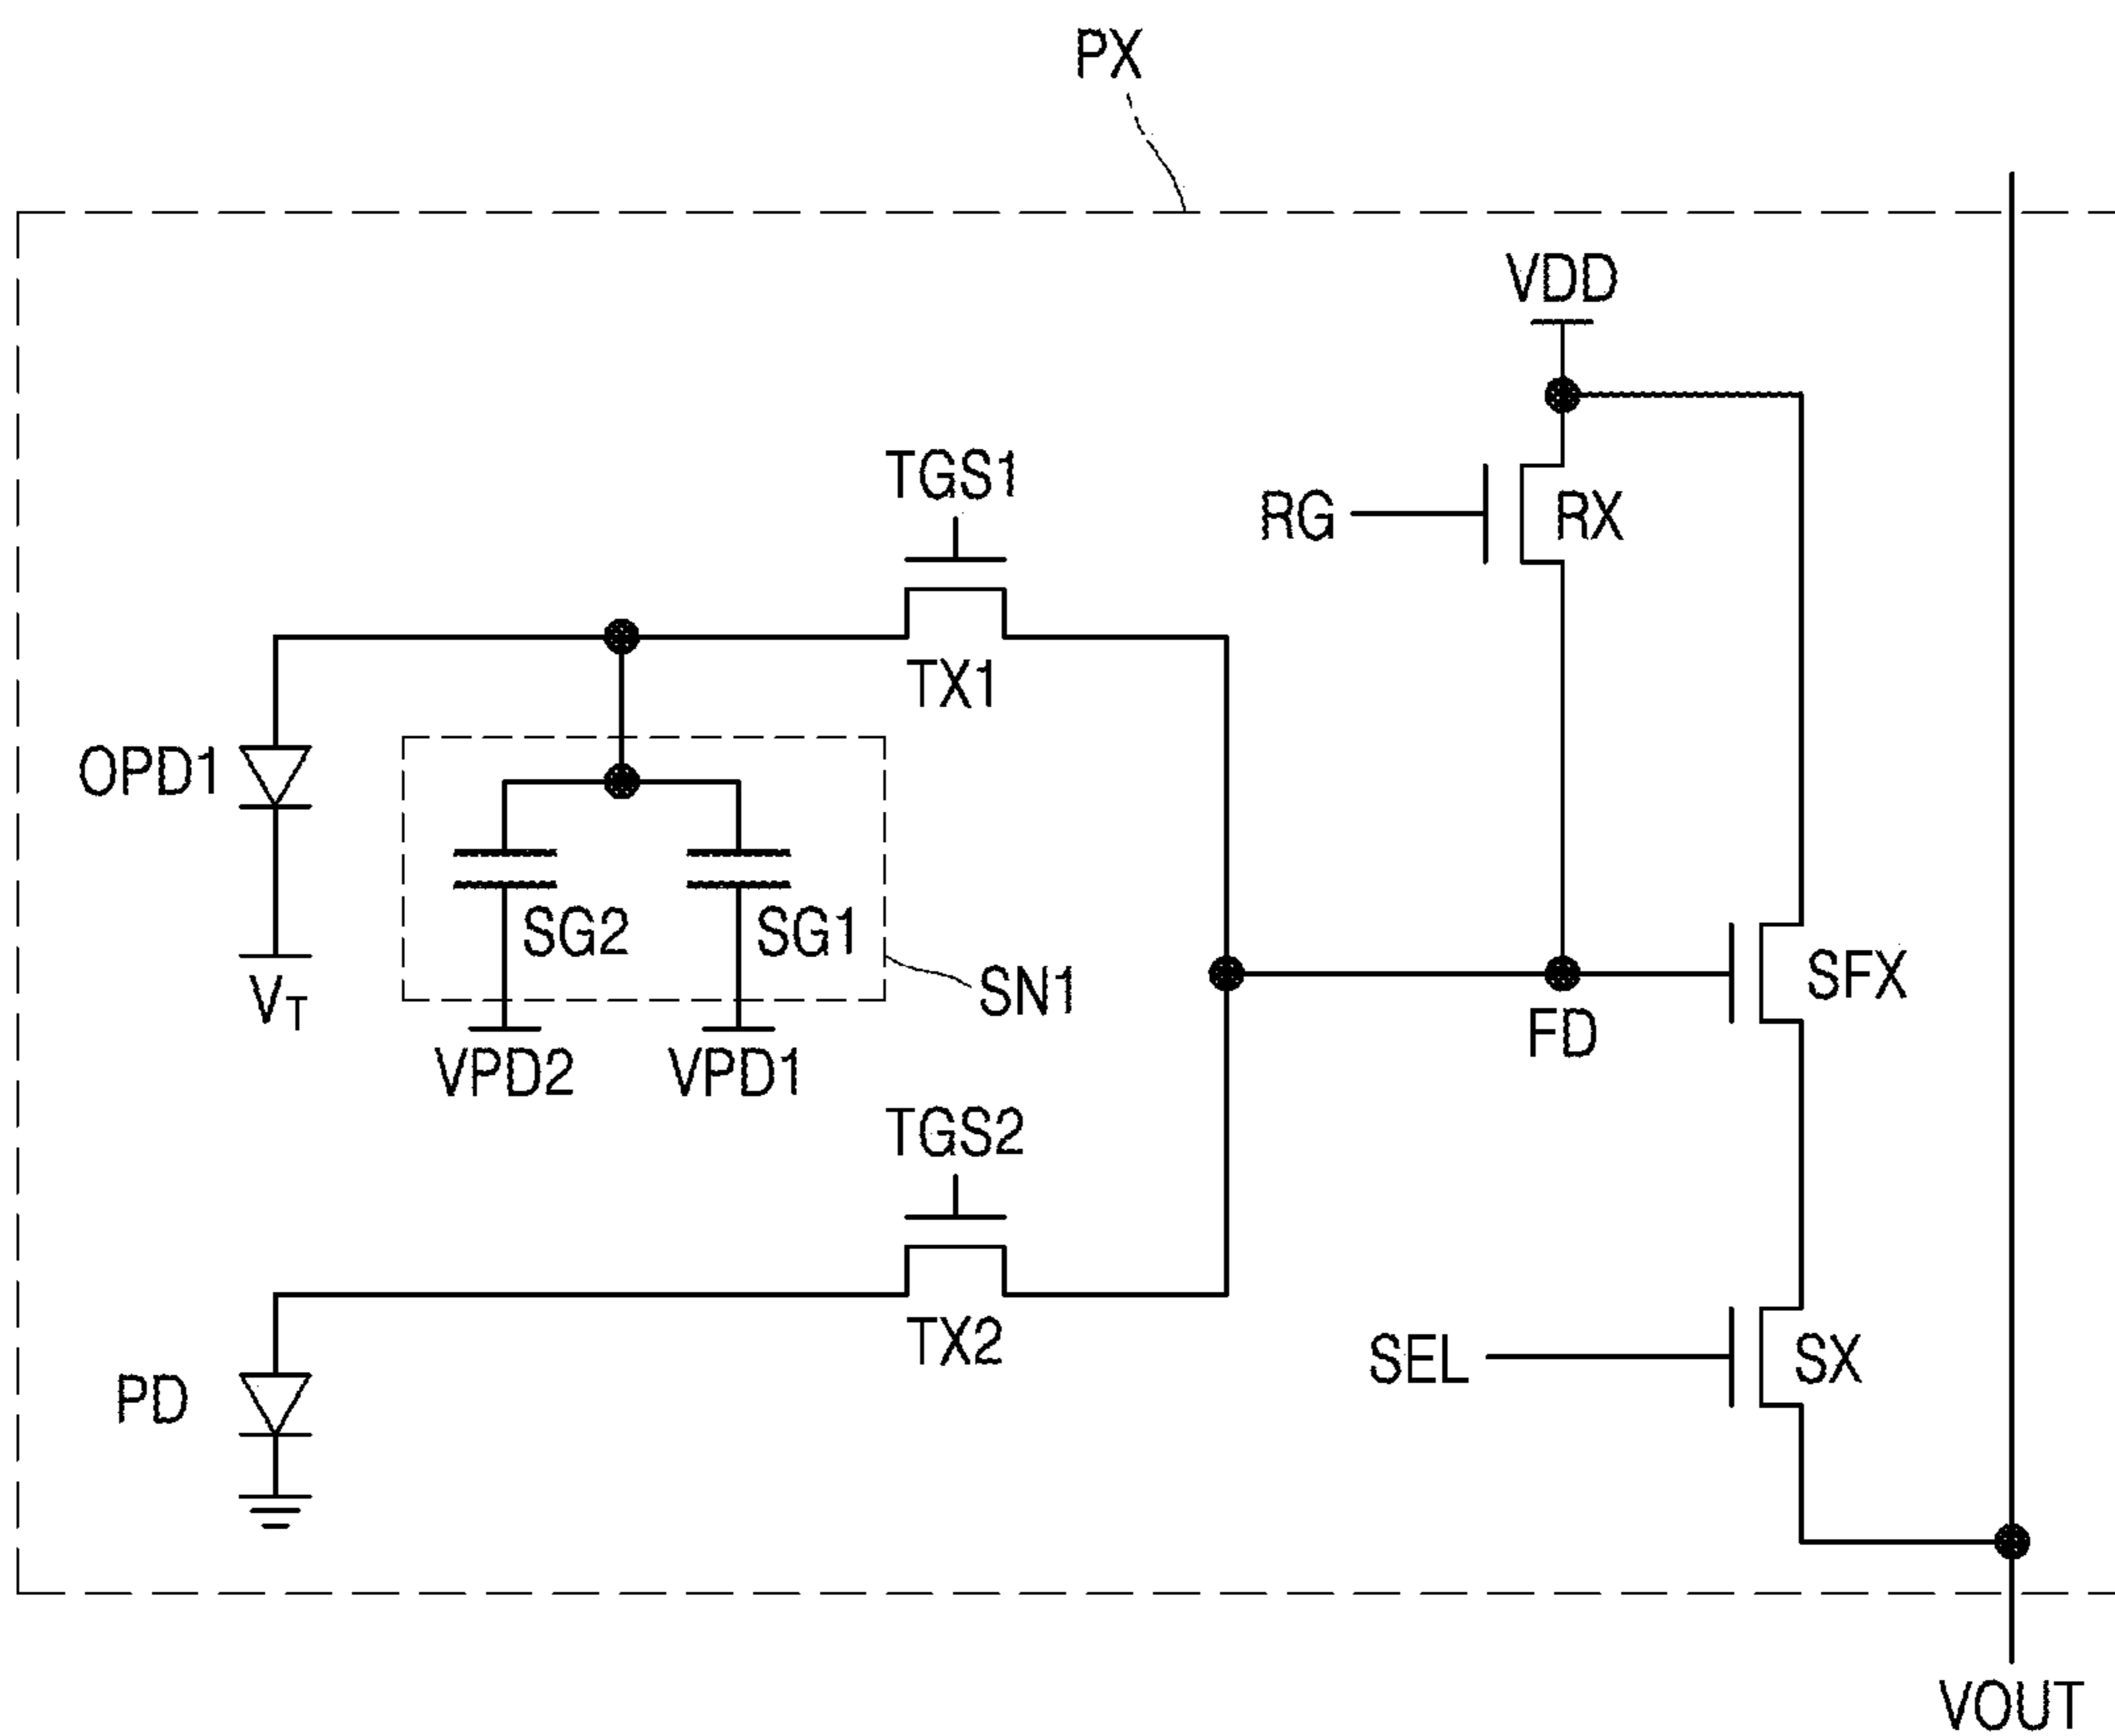 PX
VDD
TGS1
RG
RX
TX1
OPD1
SG2
SG1
SN1
SFX
FD
V_T
VPD2
VPD1
TGS2
TX2
SEL
SX
PD
VOUT